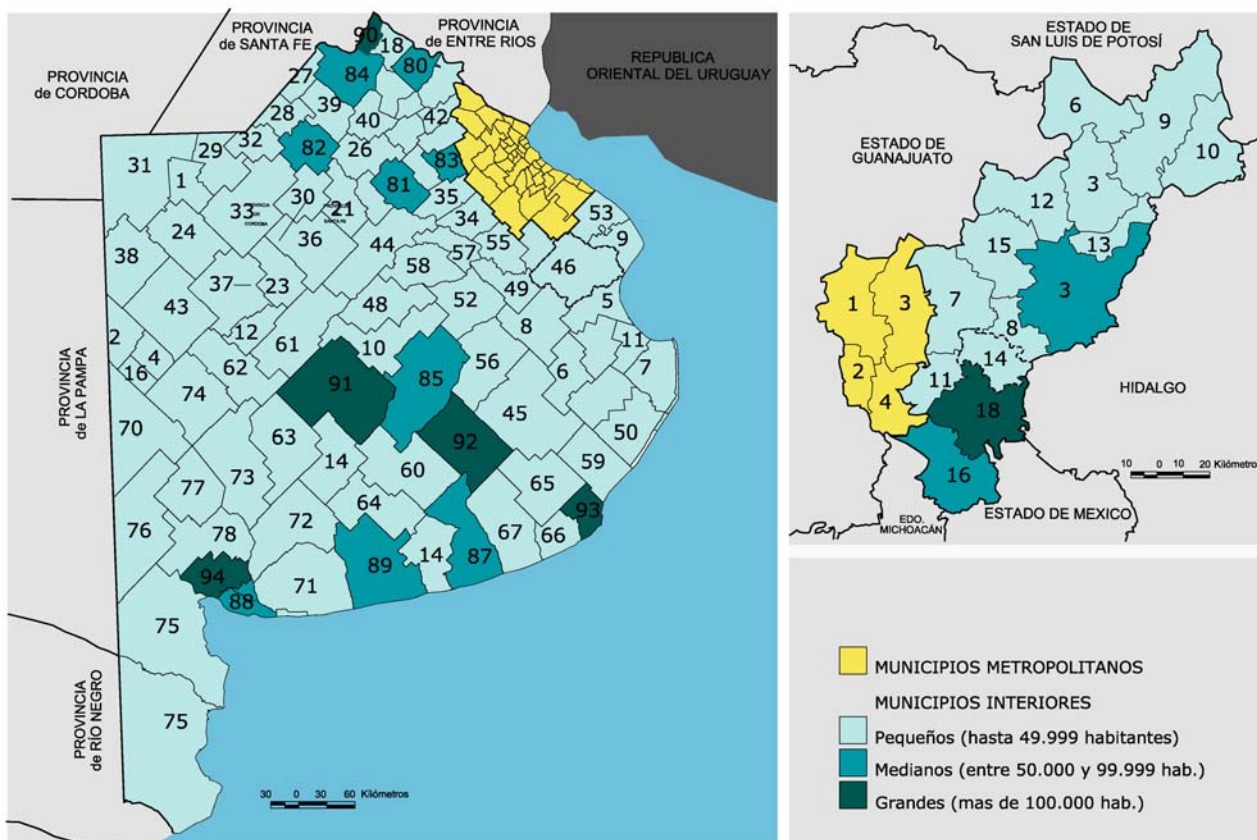 PROVINCIA
de SANTA FE
PROVINCIA
de ENTRE RIOS
REPUBLICA
ORIENTAL DEL URUGUAY
PROVINCIA
de CORDOBA
PROVINCIA
de LA PAMPA
PROVINCIA
de RÍO NEGRO
90
18
80
84
27
39
28
40
42
32
82
26
83
29
31
1
81
30
21
35
33
PROVINCIA
DE
CORDOBA
PROVINCIA
de
SANTA FE
34
53
24
36
44
55
9
57
38
58
46
37
23
49
43
48
52
5
12
8
2
61
10
11
4
16
62
56
6
7
85
91
74
45
70
92
50
63
59
14
60
73
65
77
64
93
72
67
66
76
78
14
87
89
94
71
88
75
75
30 0 30 60 Kilómetros
ESTADO DE
SAN LUIS DE POTOSÍ
ESTADO DE
GUANAJUATO
6
9
10
3
12
13
15
1
3
7
3
8
14
2
11
4
18
16
HIDALGO
10 0 10 20 Kilómetro
EDO.
MICHOACÁN
ESTADO DE MEXICO
MUNICIPIOS METROPOLITANOS
MUNICIPIOS INTERIORES
Pequeños (hasta 49.999 habitantes)
Medianos (entre 50.000 y 99.999 hab.)
Grandes (mas de 100.000 hab.)